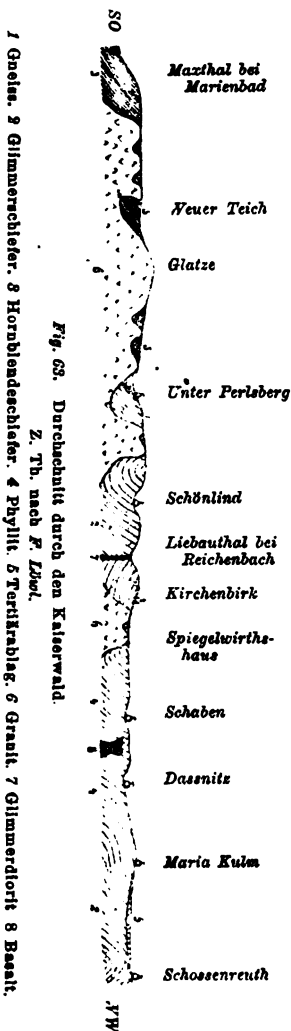 SO
Maxthal bei
Marienbad
Neuer Teich
Glatze
Unter Perlsberg
Schönlind
Liebauthal bei
Reichenbach
Kirchenbirk
Spiegelwirths-
haus
Schaben
Dassnitz
Maria Kulm
Schossenreuth
NW
Fig. 63. Durchschnitt durch den Kaiserwald.
Z. Th. nach F. Löwl.
1 Gneiss. 2 Glimmerschiefer. 3 Hornblendeschiefer. 4 Phyllit. 5 Tertiärablag. 6 Granit. 7 Glimmerdiorit 8 Basalt.